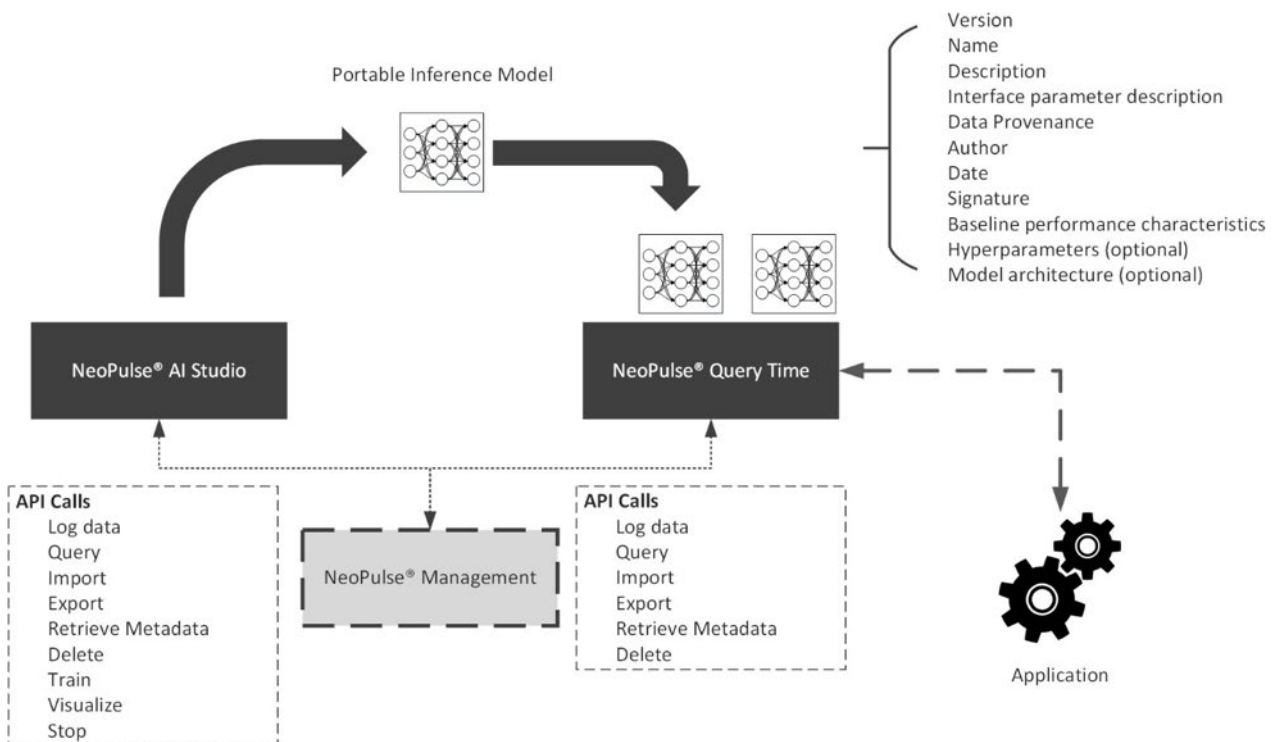 Portable Inference Model
Version
Name
Description
Interface parameter description
Data Provenance
Author
Date
Signature
Baseline performance characteristics
Hyperparameters (optional)
Model architecture (optional)
NeoPulse® AI Studio
NeoPulse® Query Time
API Calls
Log data
Query
Import
Export
Retrieve Metadata
Delete
Train
Visualize
Stop
NeoPulse® Management
API Calls
Log data
Query
Import
Export
Retrieve Metadata
Delete
Application